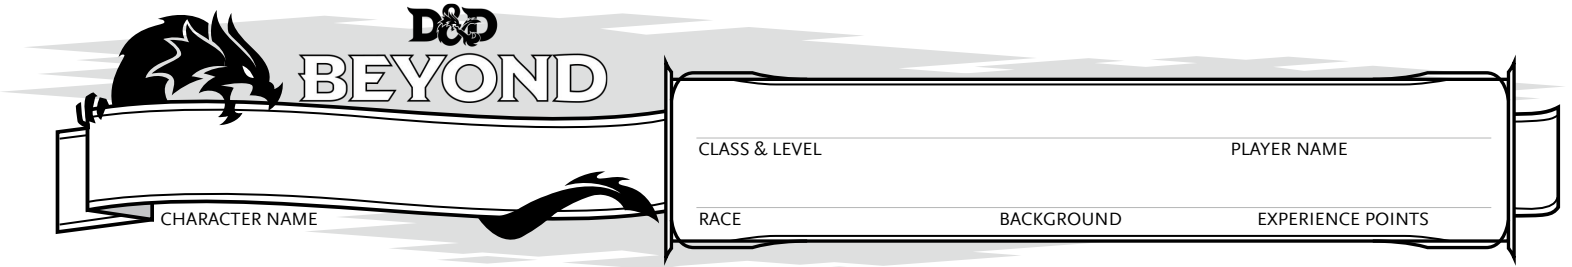 D&D
BEYOND
CLASS & LEVEL PLAYER NAME
CHARACTER NAME RACE BACKGROUND EXPERIENCE POINTS